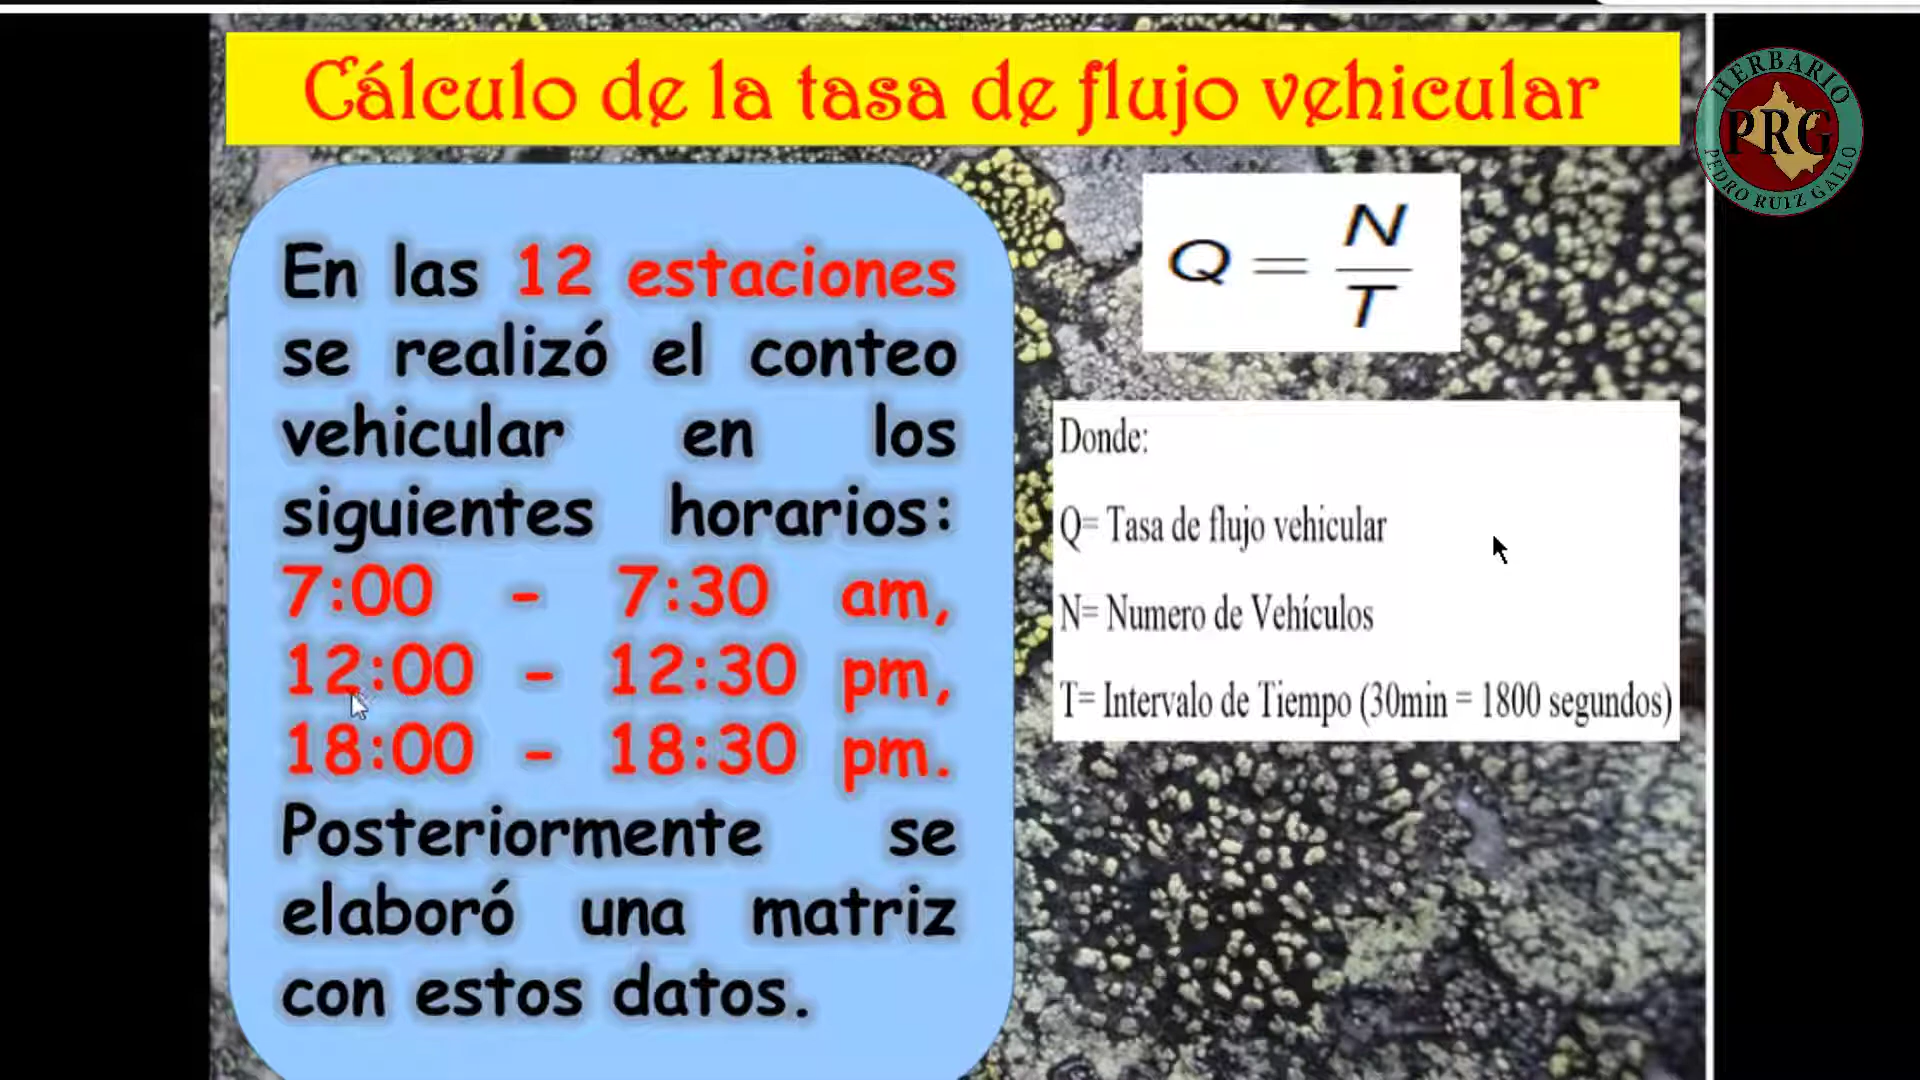 Cálculo de la tasa de flujo vehicular
HERBARIO
PRG
PEDRO RUIZ GALLO
En las 12 estaciones
se realizó el conteo
vehicular en los
siguientes horarios:
7:00 - 7:30 am,
12:00 - 12:30 pm,
18:00 - 18:30 pm.
Posteriormente se
elaboró una matriz
con estos datos.
Q = N
T
Donde:
Q= Tasa de flujo vehicular
N= Numero de Vehículos
T= Intervalo de Tiempo (30min = 1800 segundos)